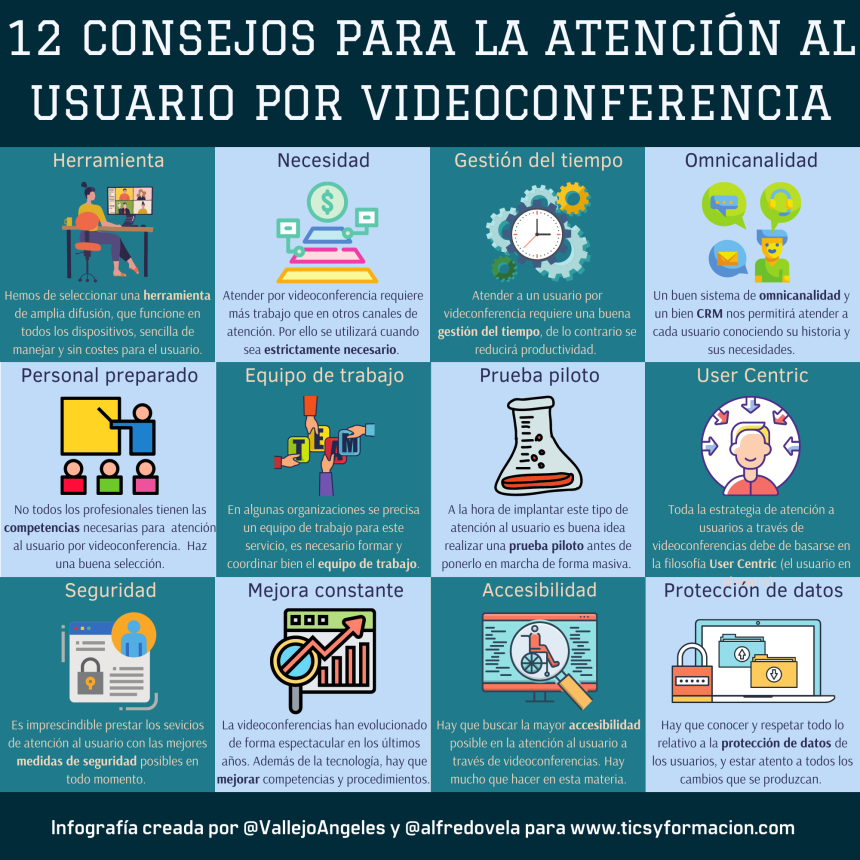 12 CONSEJOS PARA LA ATENCIÓN AL
USUARIO POR VIDEOCONFERENCIA
Herramienta
Hemos de seleccionar una herramienta
de amplia difusión, que funcione en
todos los dispositivos, sencilla de
manejar y sin costes para el usuario.
Necesidad
$
Atender por videoconferencia requiere
más trabajo que en otros canales de
atención. Por ello se utilizará cuando
sea estrictamente necesario.
Gestión del tiempo
Atender a un usuario por
videoconferencia requiere una buena
gestión del tiempo, de lo contrario se
reducirá productividad.
Omnicanalidad
Un buen sistema de omnicanalidad y
un bien CRM nos permitirá atender a
cada usuario conociendo su historia y
sus necesidades.
Personal preparado
No todos los profesionales tienen las
competencias necesarias para atención
al usuario por videoconferencia. Haz
una buena selección.
Equipo de trabajo
TEAM
En algunas organizaciones se precisa
un equipo de trabajo para este
servicio, es necesario formar y
coordinar bien el equipo de trabajo.
Prueba piloto
A la hora de implantar este tipo de
atención al usuario es buena idea
realizar una prueba piloto antes de
ponerlo en marcha de forma masiva.
User Centric
Toda la estrategia de atención a
usuarios a través de
videoconferencias debe de basarse en
la filosofía User Centric (el usuario en
Seguridad
Es imprescindible prestar los sevicios
de atención al usuario con las mejores
medidas de seguridad posibles en
todo momento.
Mejora constante
La videoconferencias han evolucionado
de forma espectacular en los últimos
años. Además de la tecnología, hay que
mejorar competencias y procedimientos.
Accesibilidad
Hay que buscar la mayor accesibilidad
posible en la atención al usuario a
través de videoconferencias. Hay
mucho que hacer en esta materia.
Protección de datos
Hay que conocer y respetar todo lo
relativo a la protección de datos de
los usuarios, y estar atento a todos los
cambios que se produzcan.
Infografía creada por @VallejoAngeles y @alfredovela para www.ticsyformacion.com